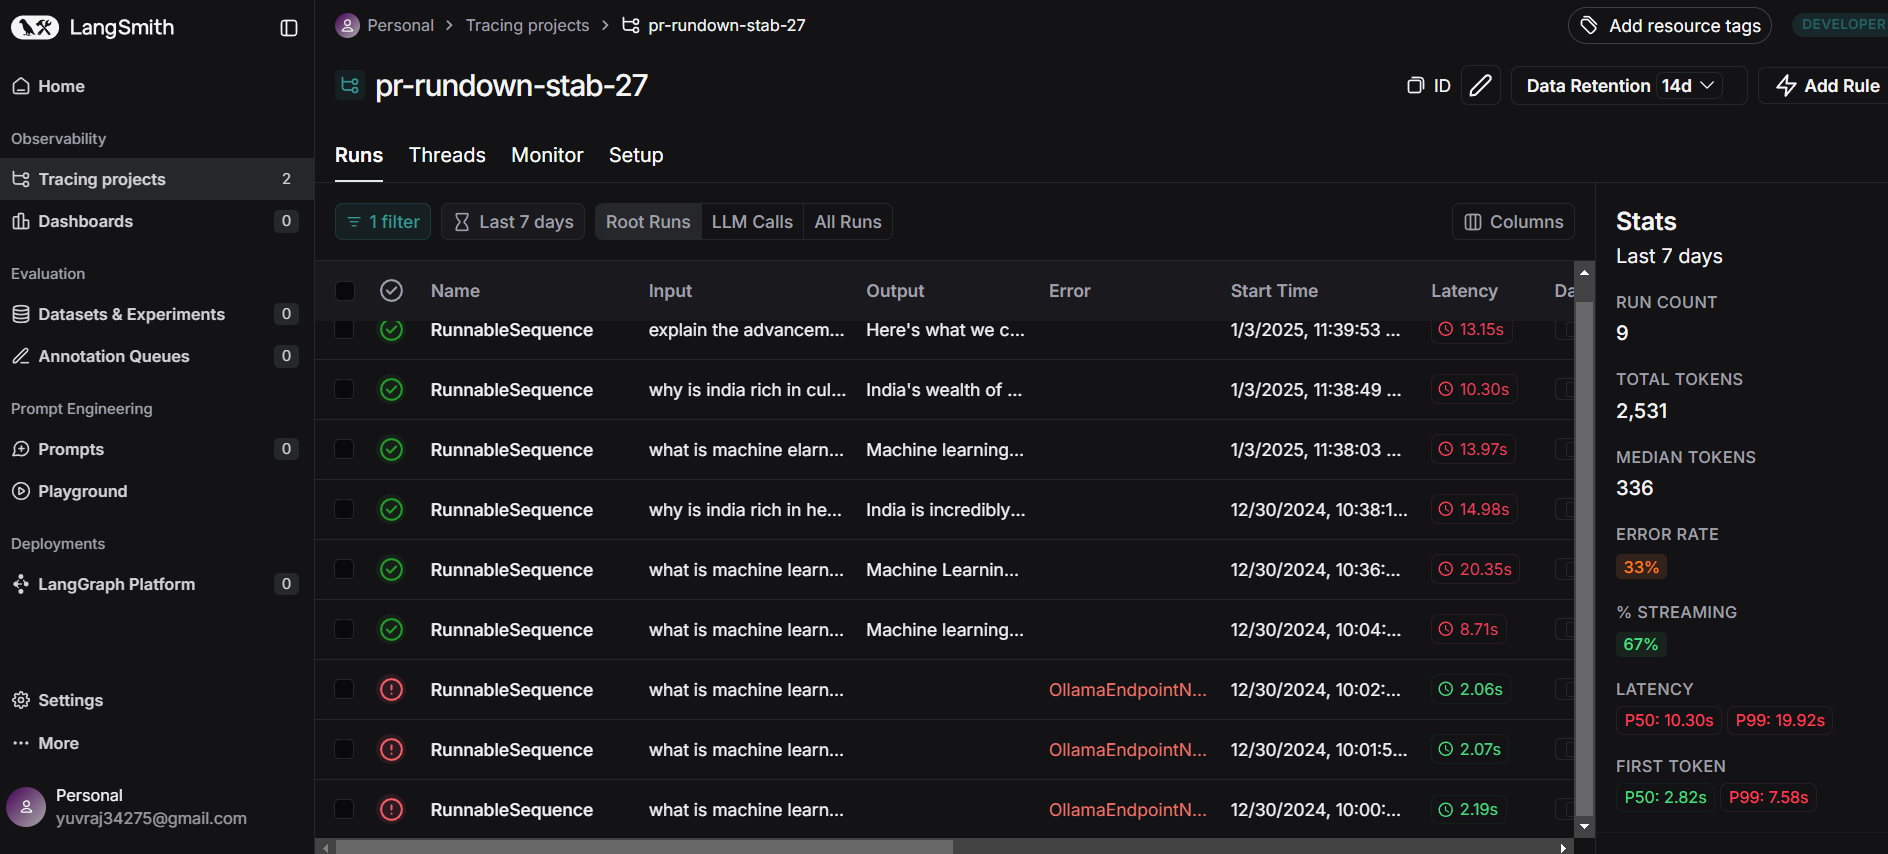 LangSmith
Home
Observability
Tracing projects 2
Dashboards 0
Evaluation
Datasets & Experiments 0
Annotation Queues 0
Prompt Engineering
Prompts 0
Playground
Deployments
LangGraph Platform 0
Settings
More
Personal
yuvraj34275@gmail.com
Personal > Tracing projects > pr-rundown-stab-27
Add resource tags
DEVELOPER
pr-rundown-stab-27
ID
Data Retention 14d
Add Rule
Runs Threads Monitor Setup
1 filter Last 7 days Root Runs LLM Calls All Runs Columns
Name Input Output Error Start Time Latency Da
RunnableSequence explain the advancem... Here's what we c... 1/3/2025, 11:39:53 ... 13.15s
RunnableSequence why is india rich in cul... India's wealth of ... 1/3/2025, 11:38:49 ... 10.30s
RunnableSequence what is machine elarn... Machine learning... 1/3/2025, 11:38:03 ... 13.97s
RunnableSequence why is india rich in he... India is incredibly... 12/30/2024, 10:38:1... 14.98s
RunnableSequence what is machine learn... Machine Learnin... 12/30/2024, 10:36:... 20.35s
RunnableSequence what is machine learn... Machine learning... 12/30/2024, 10:04:... 8.71s
RunnableSequence what is machine learn... OllamaEndpointN... 12/30/2024, 10:02:... 2.06s
RunnableSequence what is machine learn... OllamaEndpointN... 12/30/2024, 10:01:5... 2.07s
RunnableSequence what is machine learn... OllamaEndpointN... 12/30/2024, 10:00:... 2.19s
Stats
Last 7 days
RUN COUNT
9
TOTAL TOKENS
2,531
MEDIAN TOKENS
336
ERROR RATE
33%
% STREAMING
67%
LATENCY
P50: 10.30s P99: 19.92s
FIRST TOKEN
P50: 2.82s P99: 7.58s